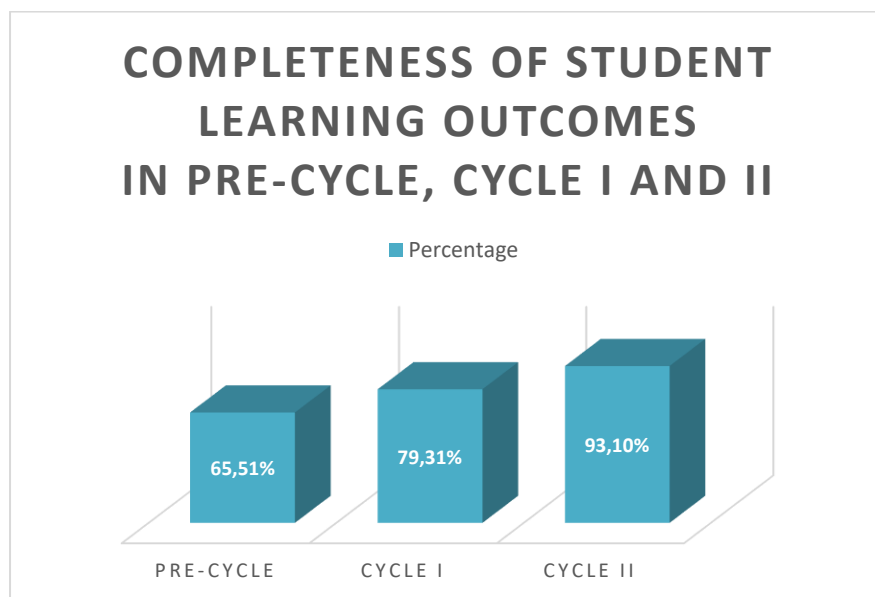 COMPLETENESS OF STUDENT
LEARNING OUTCOMES
IN PRE-CYCLE, CYCLE I AND II
Percentage
65,51%
79,31%
93,10%
PRE-CYCLE
CYCLE I
CYCLE II